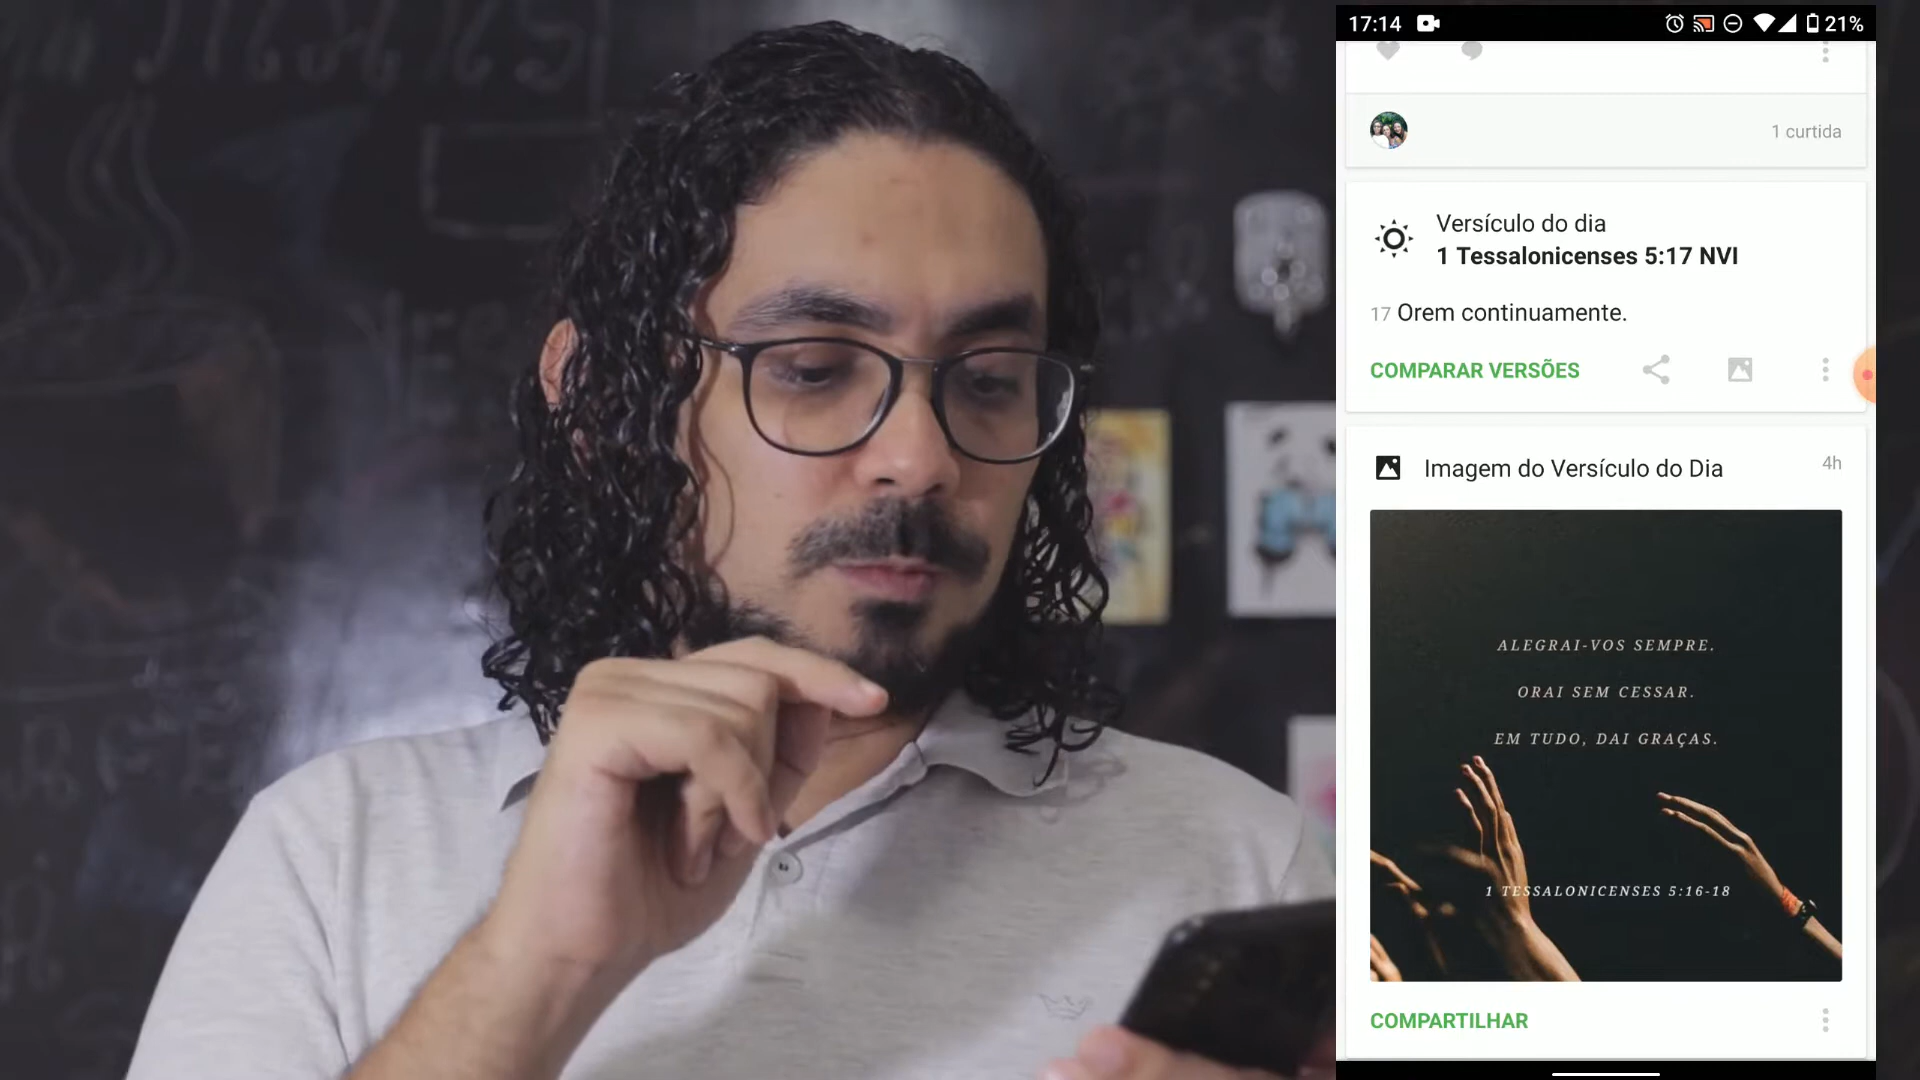 17:14
21%
1 curtida
Versículo do dia
1 Tessalonicenses 5:17 NVI
17 Orem continuamente.
COMPARAR VERSÕES
Imagem do Versículo do Dia
4h
ALEGRAI-VOS SEMPRE.
ORAI SEM CESSAR.
EM TUDO, DAI GRAÇAS.
1 TESSALONICENSES 5:16-18
COMPARTILHAR